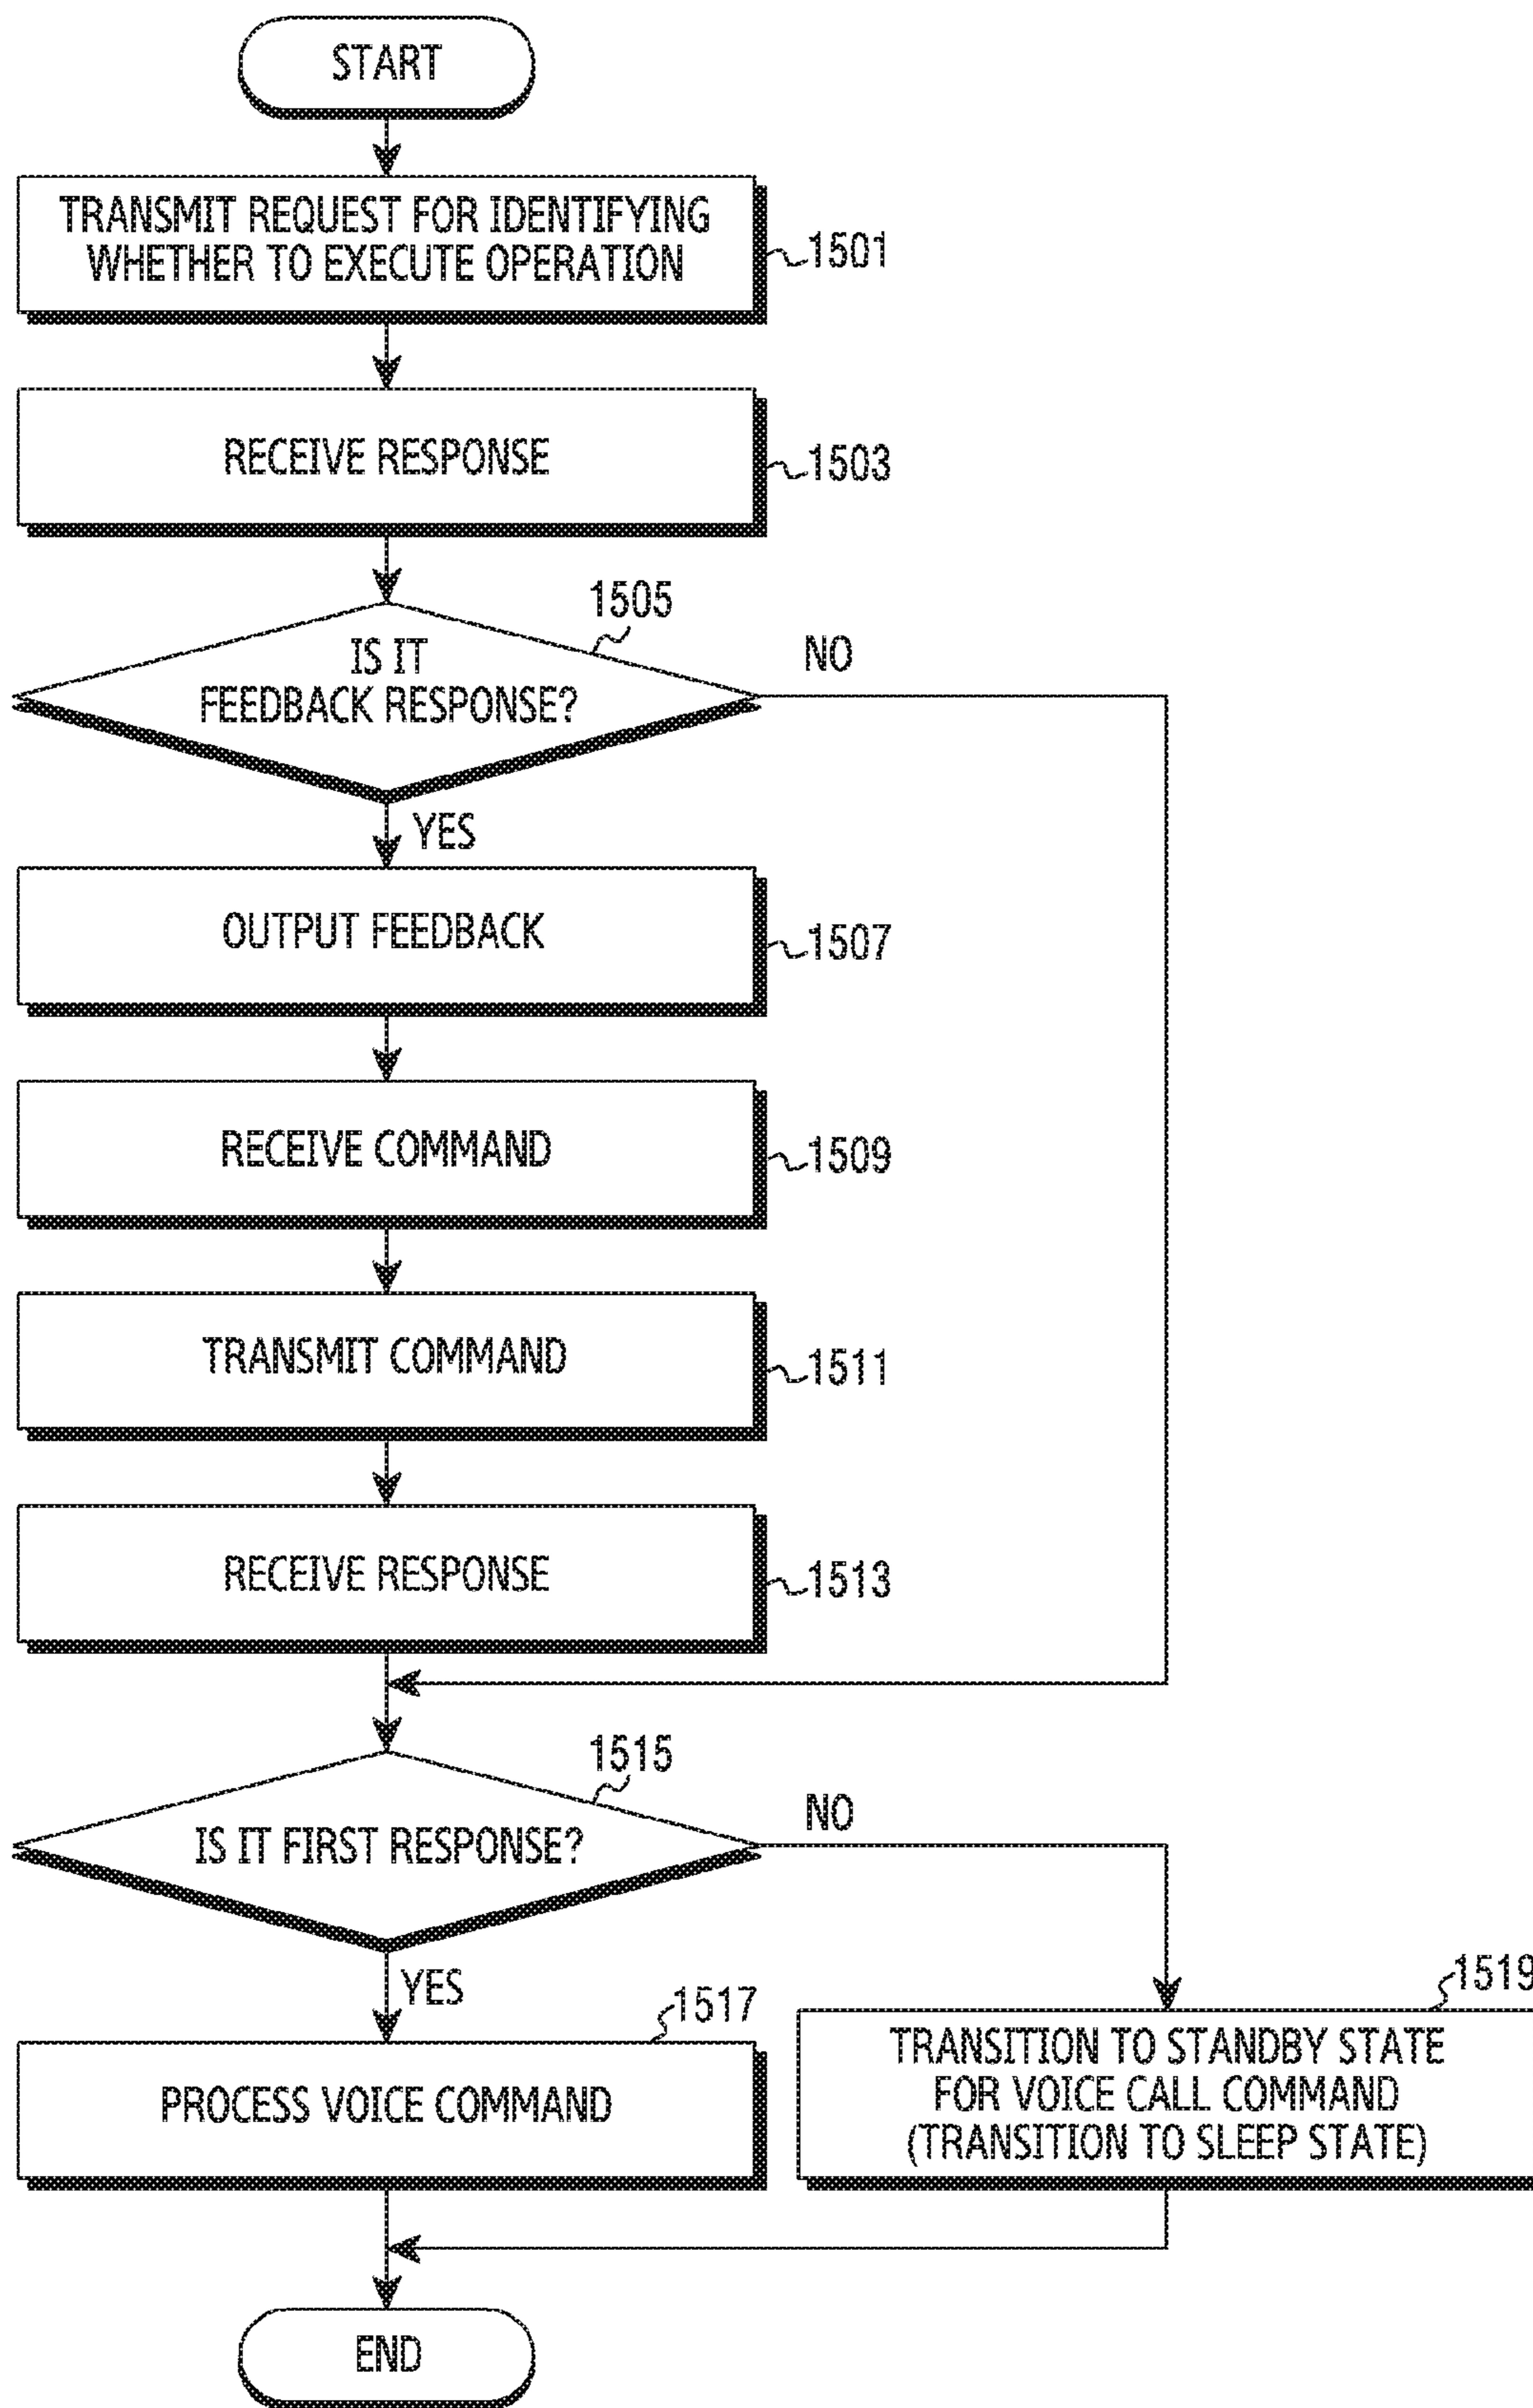 START
TRANSMIT REQUEST FOR IDENTIFYING
WHETHER TO EXECUTE OPERATION
1501
RECEIVE RESPONSE
1503
1505
IS IT
FEEDBACK RESPONSE?
NO
YES
OUTPUT FEEDBACK
1507
RECEIVE COMMAND
1509
TRANSMIT COMMAND
1511
RECEIVE RESPONSE
1513
1515
IS IT FIRST RESPONSE?
NO
YES
1517
PROCESS VOICE COMMAND
1519
TRANSITION TO STANDBY STATE
FOR VOICE CALL COMMAND
(TRANSITION TO SLEEP STATE)
END